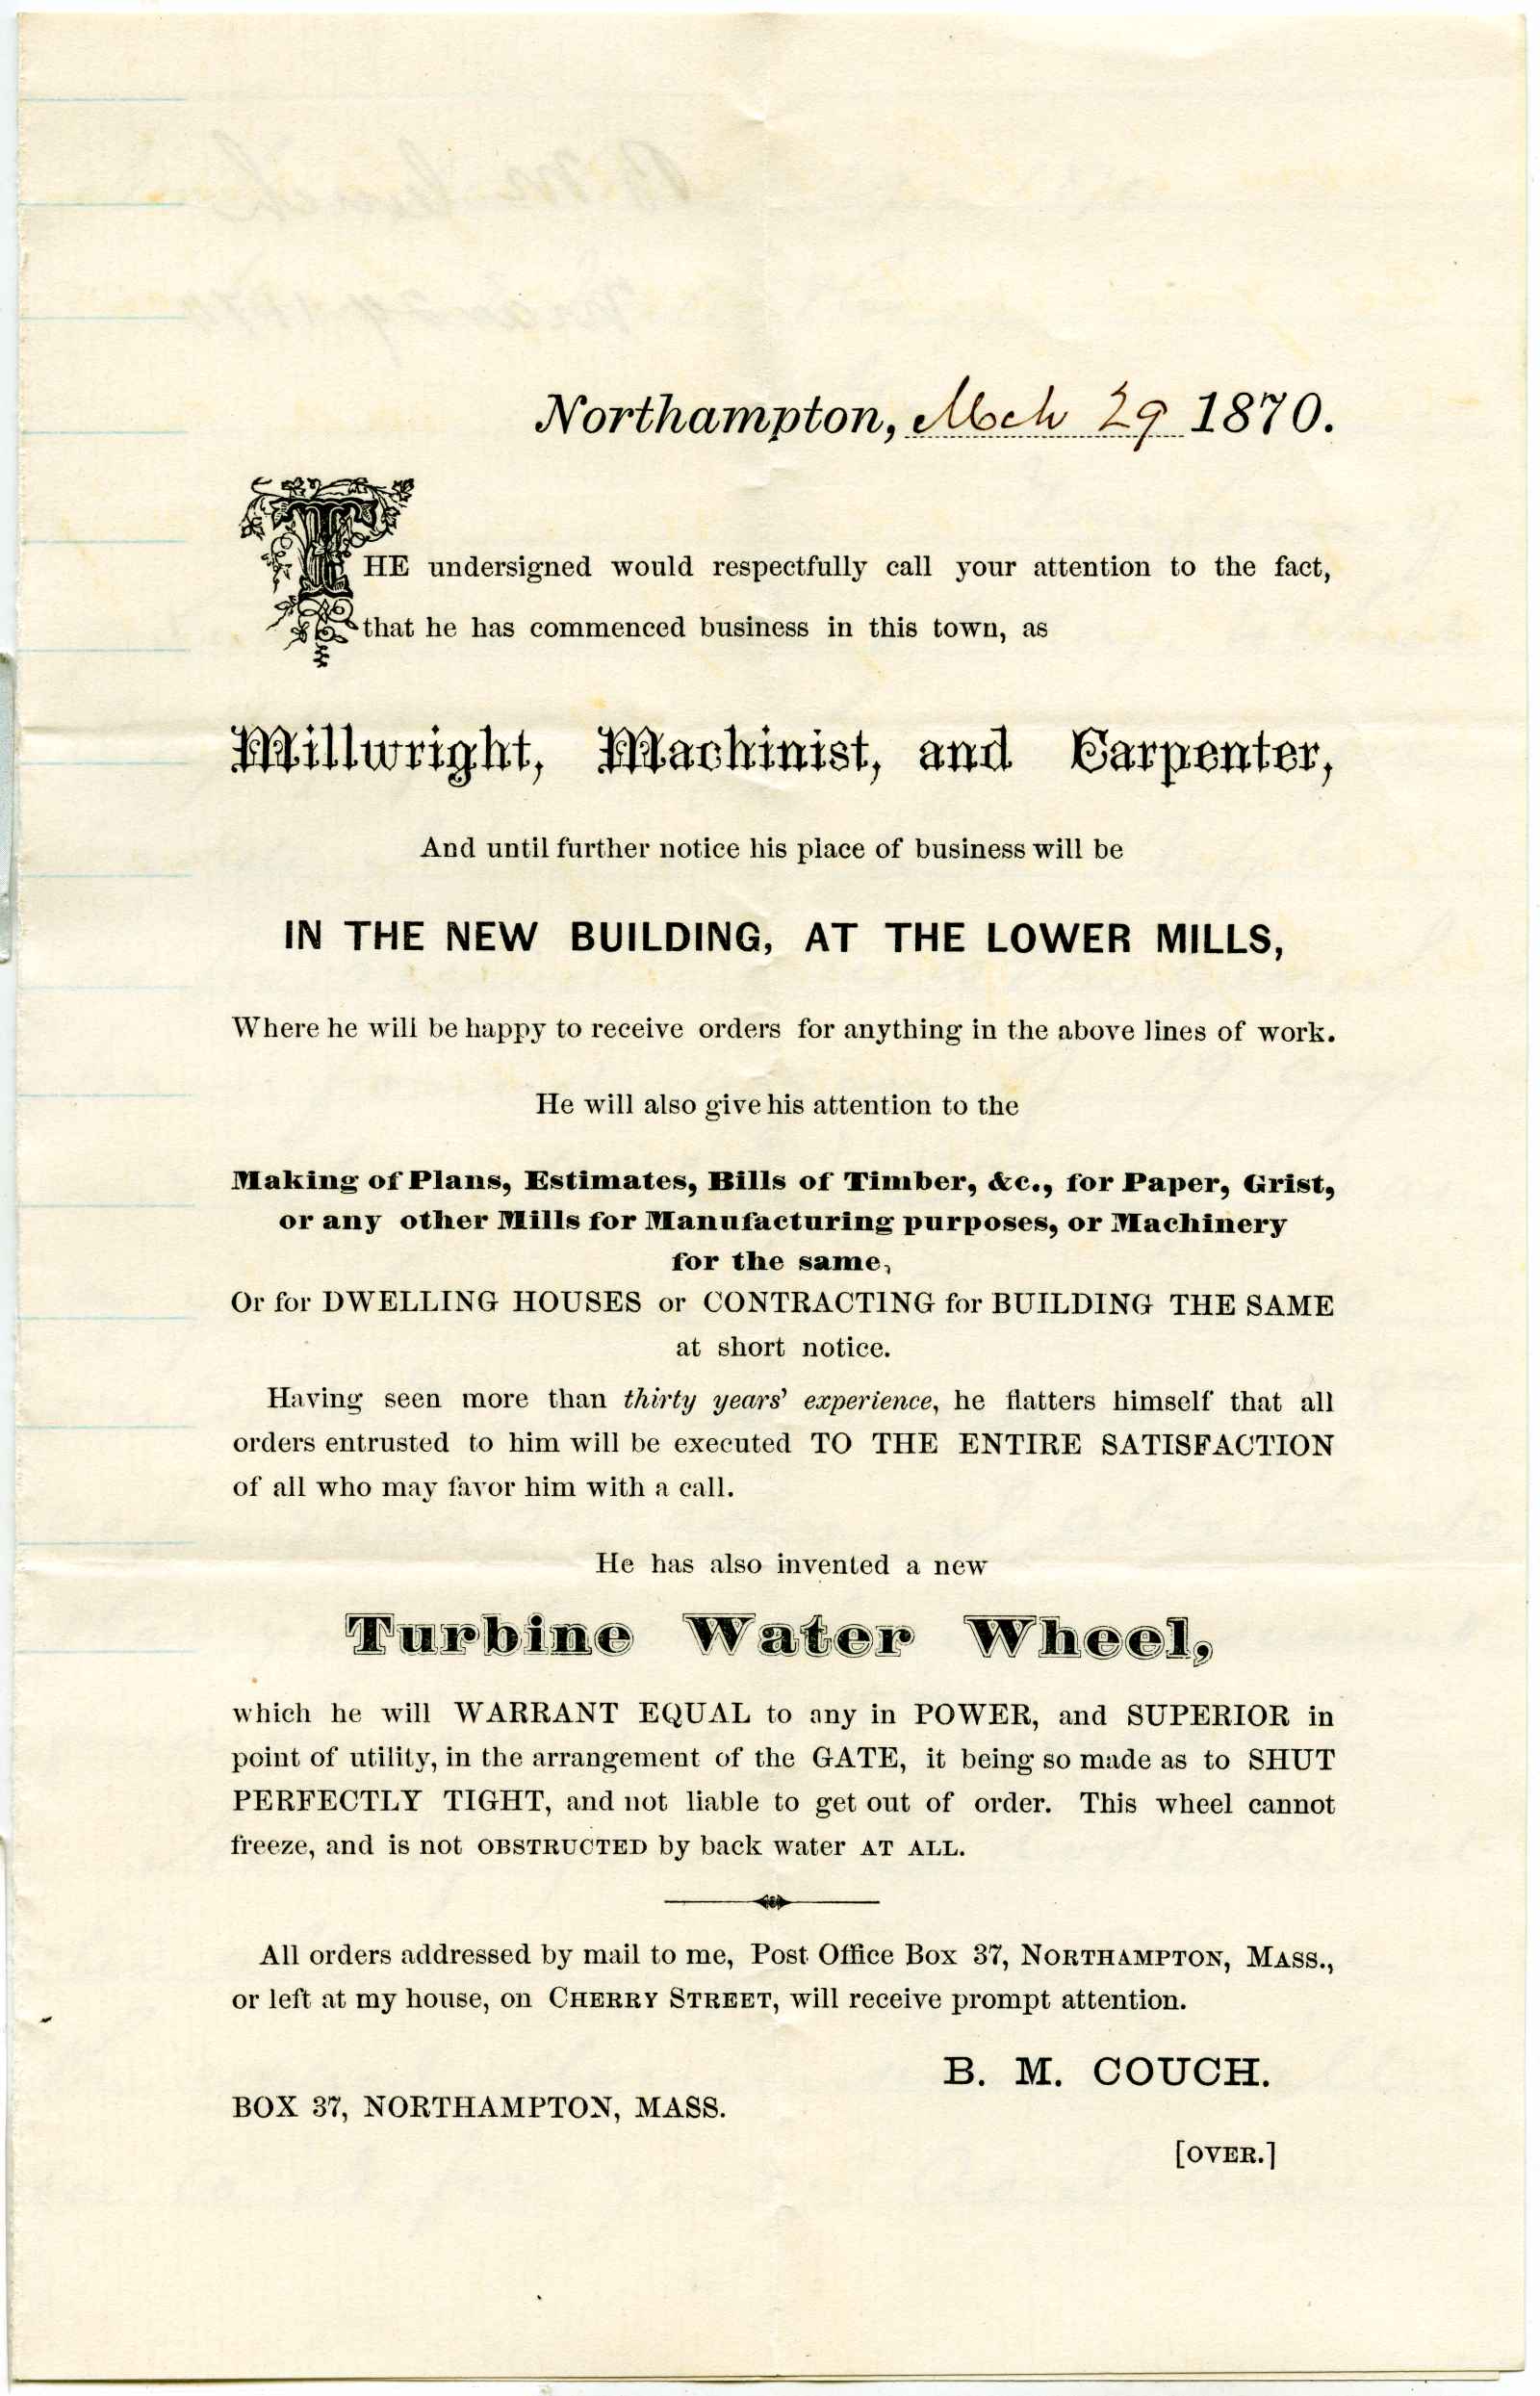 Northampton, Mch 29 1870.
THE undersigned would respectfully call your attention to the fact,
that he has commenced business in this town, as
Millwright, Machinist, and Carpenter,
And until further notice his place of business will be
IN THE NEW BUILDING, AT THE LOWER MILLS,
Where he will be happy to receive orders for anything in the above lines of work.
He will also give his attention to the
Making of Plans, Estimates, Bills of Timber, &c., for Paper, Grist,
or any other Mills for Manufacturing purposes, or Machinery
for the same,
Or for DWELLING HOUSES or CONTRACTING for BUILDING THE SAME
at short notice.
Having seen more than thirty years' experience, he flatters himself that all
orders entrusted to him will be executed TO THE ENTIRE SATISFACTION
of all who may favor him with a call.
He has also invented a new
Turbine Water Wheel,
which he will WARRANT EQUAL to any in POWER, and SUPERIOR in
point of utility, in the arrangement of the GATE, it being so made as to SHUT
PERFECTLY TIGHT, and not liable to get out of order. This wheel cannot
freeze, and is not OBSTRUCTED by back water AT ALL.
All orders addressed by mail to me, Post Office Box 37, NORTHAMPTON, MASS.,
or left at my house, on CHERRY STREET, will receive prompt attention.
B. M. COUCH.
BOX 37, NORTHAMPTON, MASS.
[OVER.]